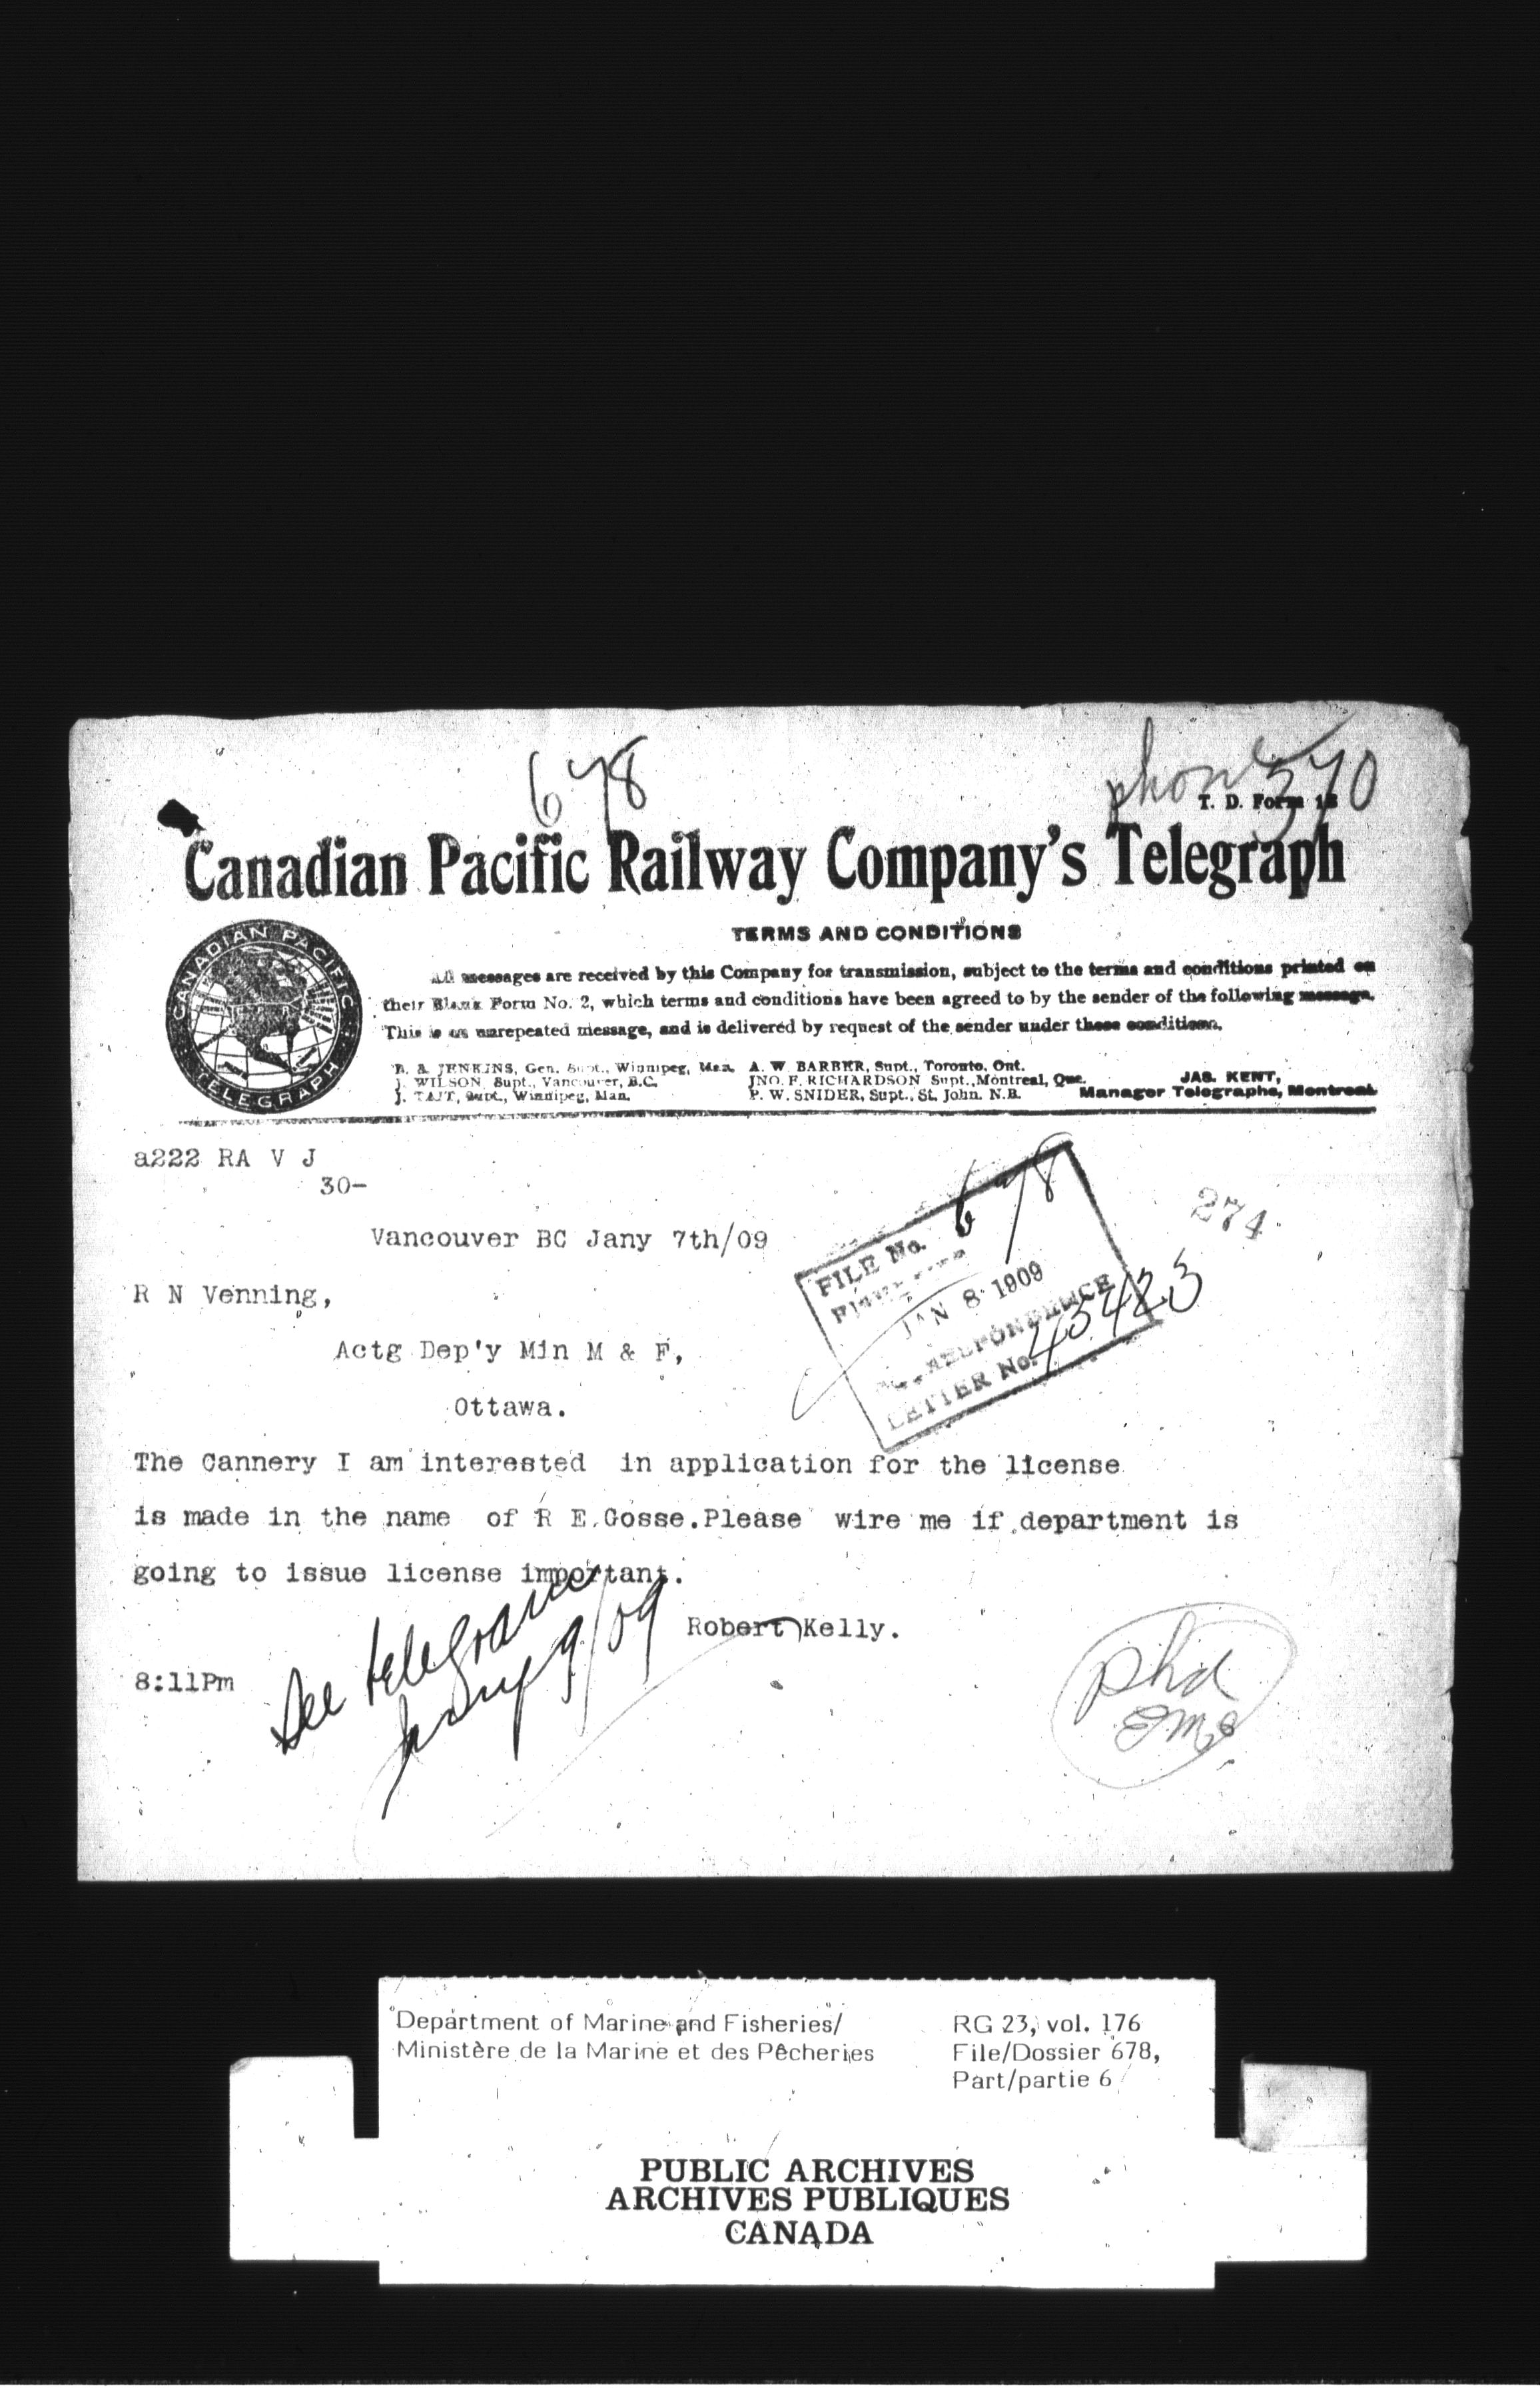 678
phone 570
T. D. Form 1
Canadian Pacific Railway Company's Telegraph
CANADIAN PACIFIC TELEGRAPH
TERMS AND CONDITIONS
All messages are received by this Company for transmission, subject to the terms and conditions printed on
their Blank Form No. 2, which terms and conditions have been agreed to by the sender of the following message.
This is an unrepeated message, and is delivered by request of the sender under these conditions.
B. S. JENKINS, Gen. Supt., Winnipeg, Man. A. W. BARBER, Supt., Toronto, Ont.
J. WILSON, Supt., Vancouver, B.C. JNO. F. RICHARDSON Supt., Montreal, Que. JAS. KENT,
J. TAIT, Supt., Winnipeg, Man. P. W. SNIDER, Supt., St. John. N.B. Manager Telegraphs, Montreal
a222 RA V J
30-
Vancouver BC Jany 7th/09
FILE No. 678
JAN 8 1909
CORRESPONDENCE
LETTER No. 45423
274
R N Venning,
Actg Dep'y Min M & F,
Ottawa.
The Cannery I am interested in application for the license
is made in the name of R E Gosse.Please wire me if department is
going to issue license important.
Robert Kelly.
8:11Pm
See telegram
Jany 9/09
phd
Department of Marine and Fisheries/ RG 23, vol. 176
Ministère de la Marine et des Pêcheries File/Dossier 678,
Part/partie 6
PUBLIC ARCHIVES
ARCHIVES PUBLIQUES
CANADA